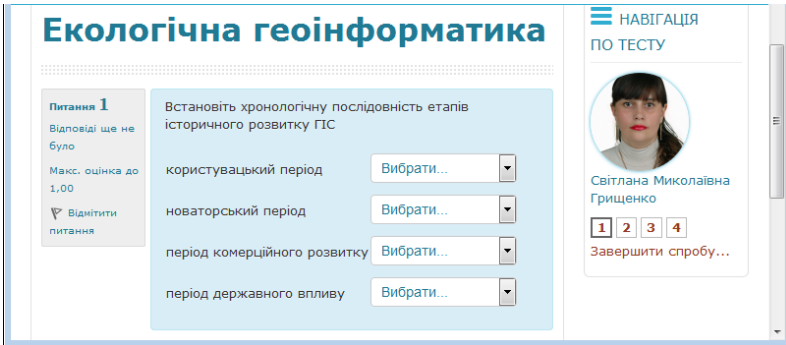 Екологічна геоінформатика
Питання 1
Відповіді ще не
було
Макс. оцінка до
1,00
Відмітити
питання
Встановіть хронологічну послідовність етапів
історичного розвитку ГІС
користувацький період Вибрати...
новаторський період Вибрати...
період комерційного розвитку Вибрати...
період державного впливу Вибрати...
НАВІГАЦІЯ
ПО ТЕСТУ
Світлана Миколаївна
Грищенко
1 2 3 4
Завершити спробу...